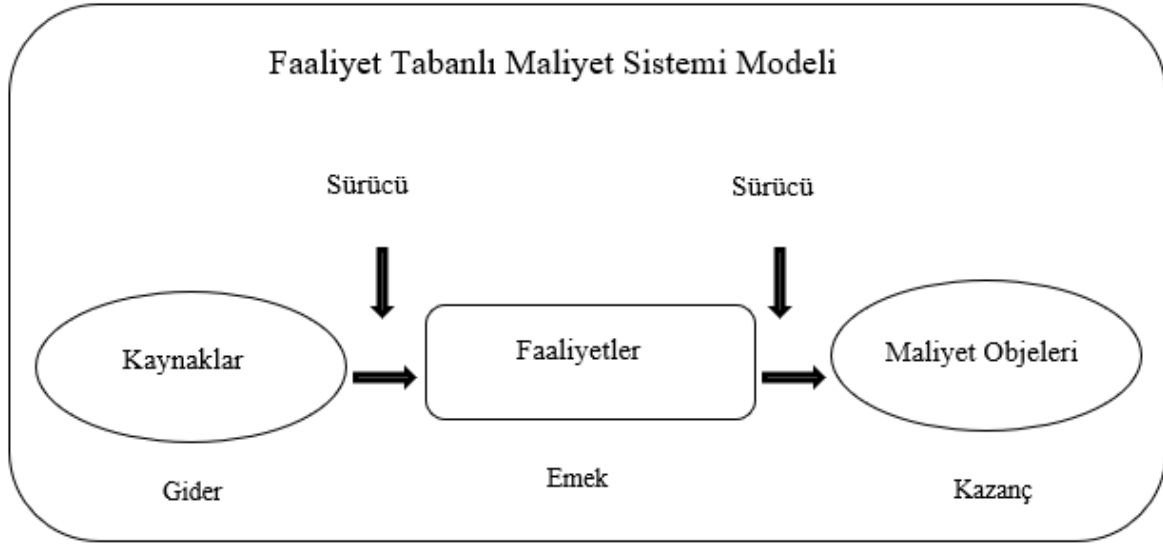 Faaliyet Tabanlı Maliyet Sistemi Modeli
Sürücü
Sürücü
Kaynaklar
Faaliyetler
Maliyet Objeleri
Gider
Emek
Kazanç